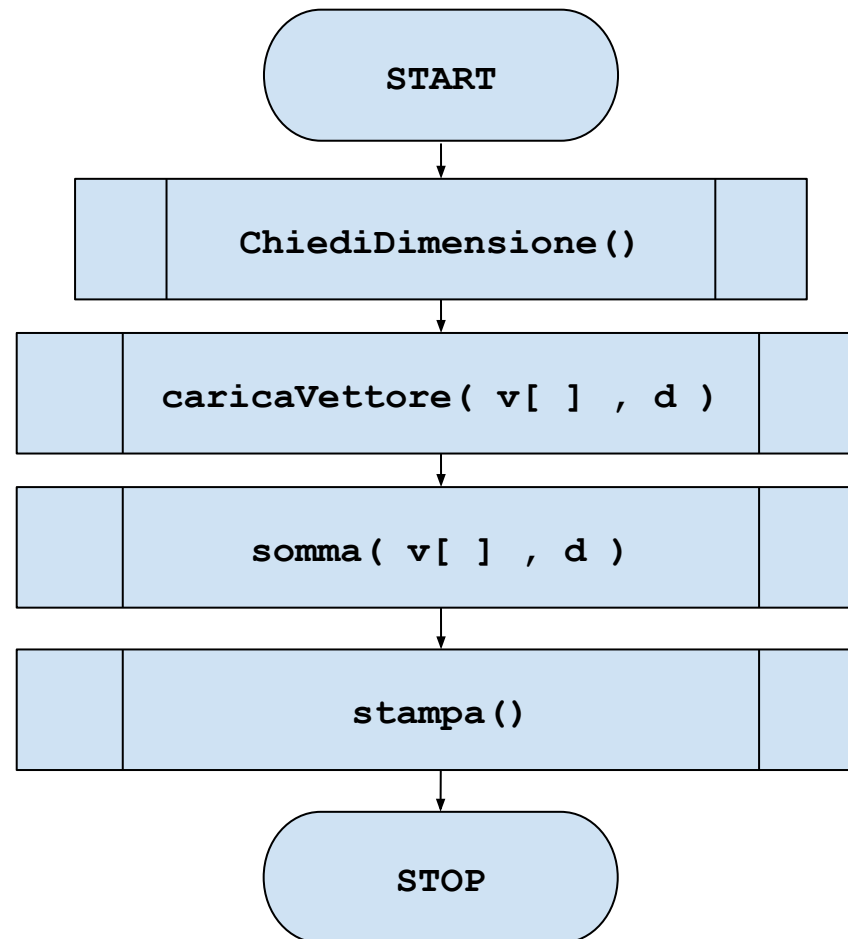 START
ChiediDimensione()
caricaVettore( v[ ] , d )
somma( v[ ] , d )
stampa()
STOP